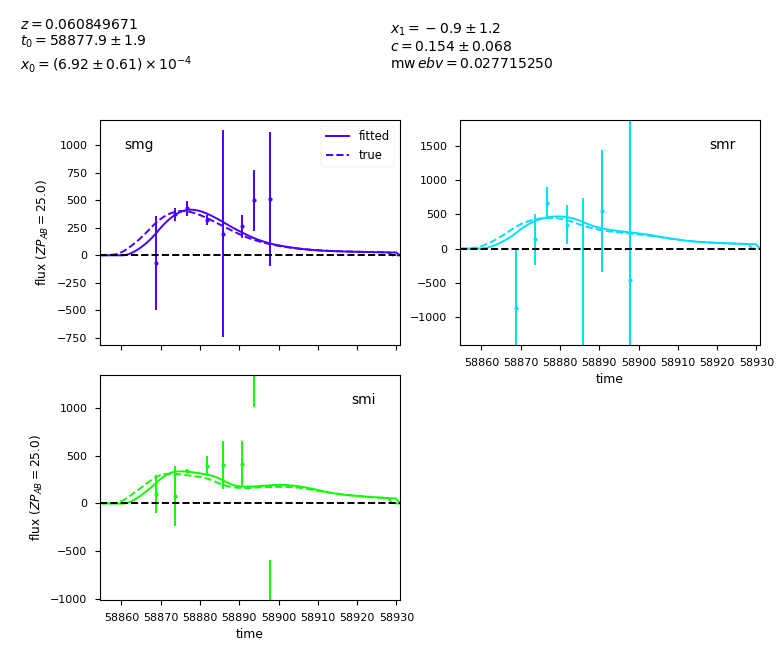 z = 0.060849671
t₀ = 58877.9 ± 1.9
x₀ = (6.92 ± 0.61) × 10⁻⁴
x₁ = −0.9 ± 1.2
c = 0.154 ± 0.068
mw ebv = 0.027715250
smg
fitted
true
1000
750
500
250
0
−250
−500
−750
flux (ZP_AB = 25.0)
smr
1500
1000
500
0
−500
−1000
58860 58870 58880 58890 58900 58910 58920 58930
time
smi
1000
500
0
−500
−1000
flux (ZP_AB = 25.0)
58860 58870 58880 58890 58900 58910 58920 58930
time